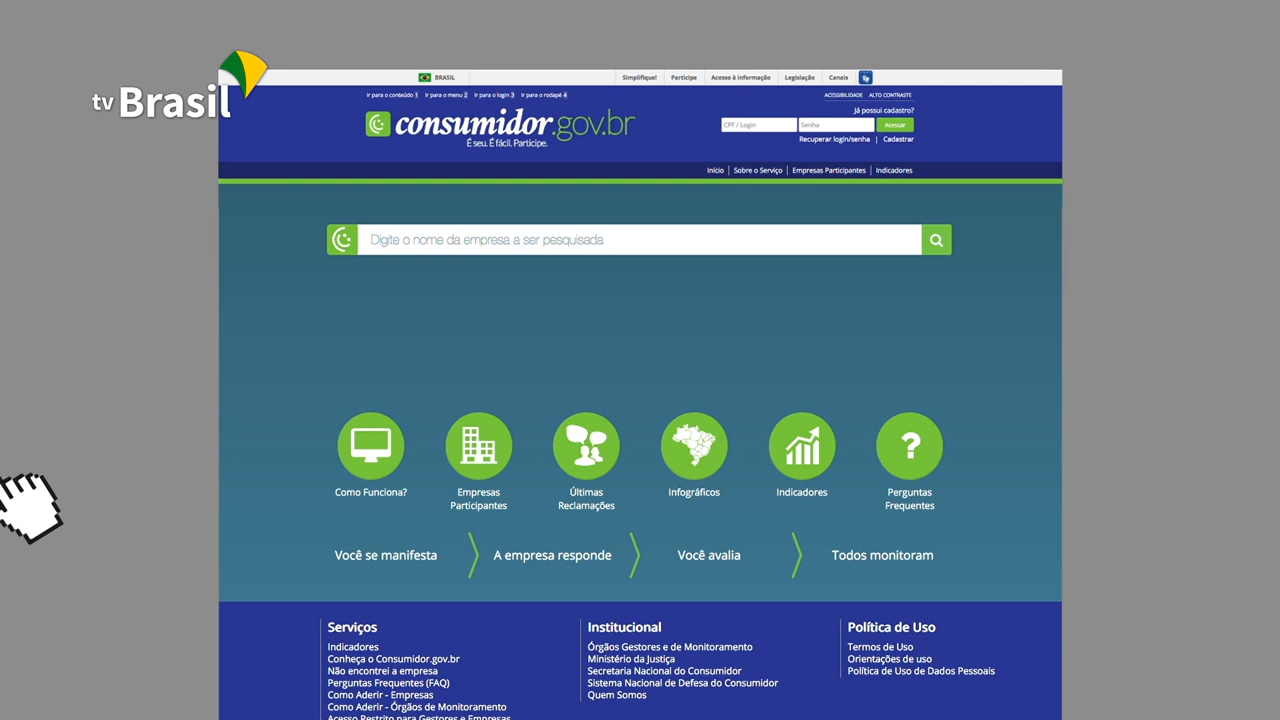 tv Brasil
BRASIL
Simplifique!
Participe
Acesso à informação
Legislação
Canais
Ir para o conteúdo 1
Ir para o menu 2
Ir para o login 3
Ir para o rodapé 4
ACESSIBILIDADE
ALTO CONTRASTE
Já possui cadastro?
consumidor.gov.br
É seu. É fácil. Participe.
CPF / Login
Senha
Acessar
Recuperar login/senha | Cadastrar
Início
Sobre o Serviço
Empresas Participantes
Indicadores
Digite o nome da empresa a ser pesquisada
Como Funciona?
Empresas
Participantes
Últimas
Reclamações
Infográficos
Indicadores
?
Perguntas
Frequentes
Você se manifesta
A empresa responde
Você avalia
Todos monitoram
Serviços
Indicadores
Conheça o Consumidor.gov.br
Não encontrei a empresa
Perguntas Frequentes (FAQ)
Como Aderir - Empresas
Como Aderir - Órgãos de Monitoramento
Acesso Restrito para Gestores e Empresas
Institucional
Órgãos Gestores e de Monitoramento
Ministério da Justiça
Secretaria Nacional do Consumidor
Sistema Nacional de Defesa do Consumidor
Quem Somos
Política de Uso
Termos de Uso
Orientações de uso
Política de Uso de Dados Pessoais